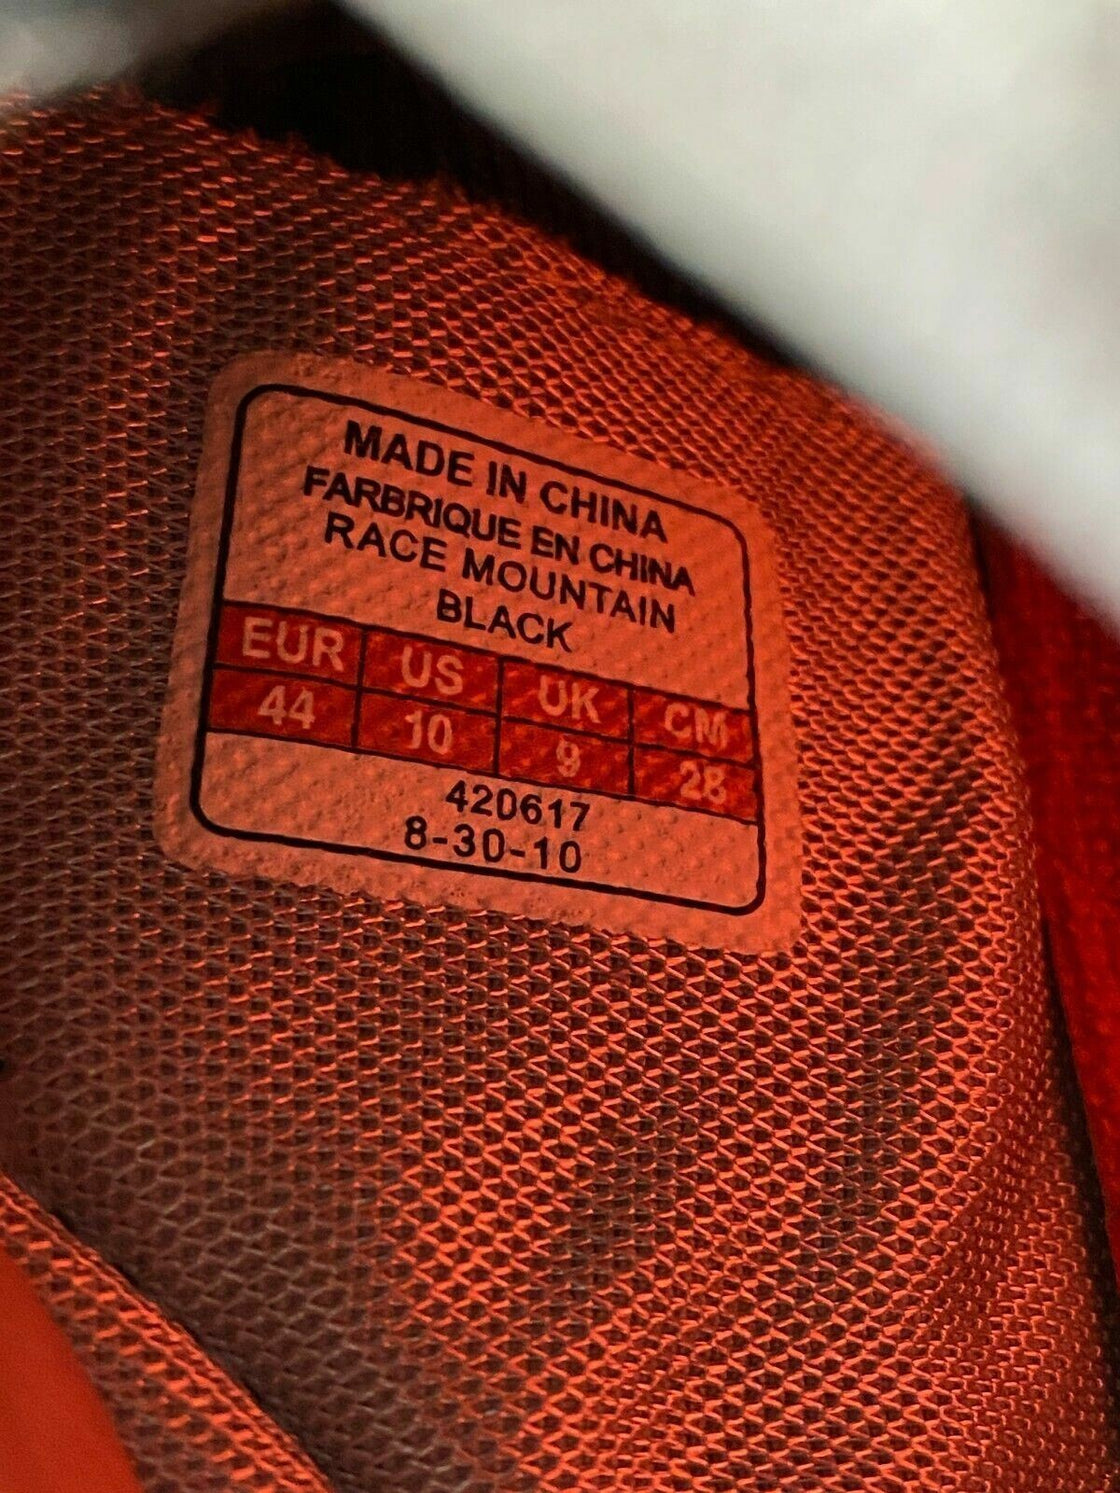 MADE IN CHINA
FARBRIQUE EN CHINA
RACE MOUNTAIN
BLACK
EUR US UK CM
44 10 9 28
420617
8-30-10